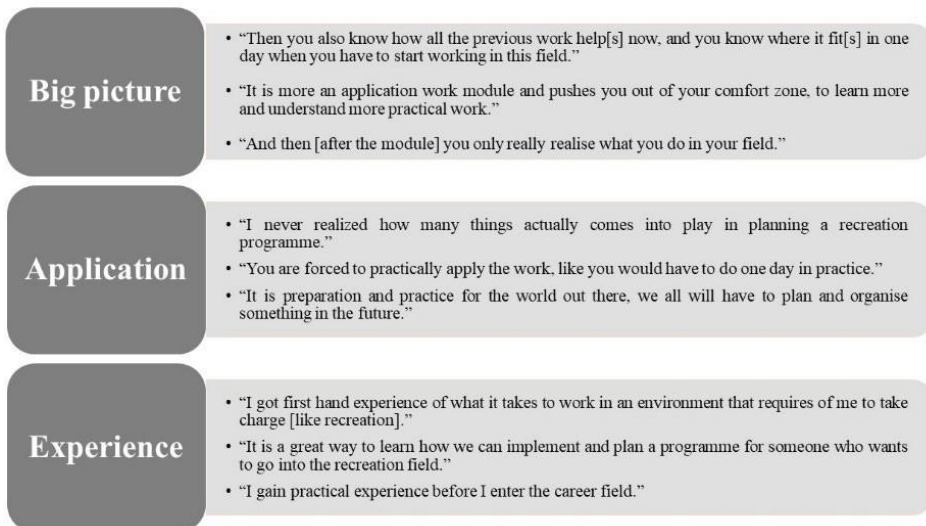 Big picture
• “Then you also know how all the previous work help[s] now, and you know where it fit[s] in one
day when you have to start working in this field.”
• “It is more an application work module and pushes you out of your comfort zone, to learn more
and understand more practical work.”
• “And then [after the module] you only really realise what you do in your field.”
Application
• “I never realized how many things actually comes into play in planning a recreation
programme.”
• “You are forced to practically apply the work, like you would have to do one day in practice.”
• “It is preparation and practice for the world out there, we all will have to plan and organise
something in the future.”
Experience
• “I got first hand experience of what it takes to work in an environment that requires of me to take
charge [like recreation].”
• “It is a great way to learn how we can implement and plan a programme for someone who wants
to go into the recreation field.”
• “I gain practical experience before I enter the career field.”